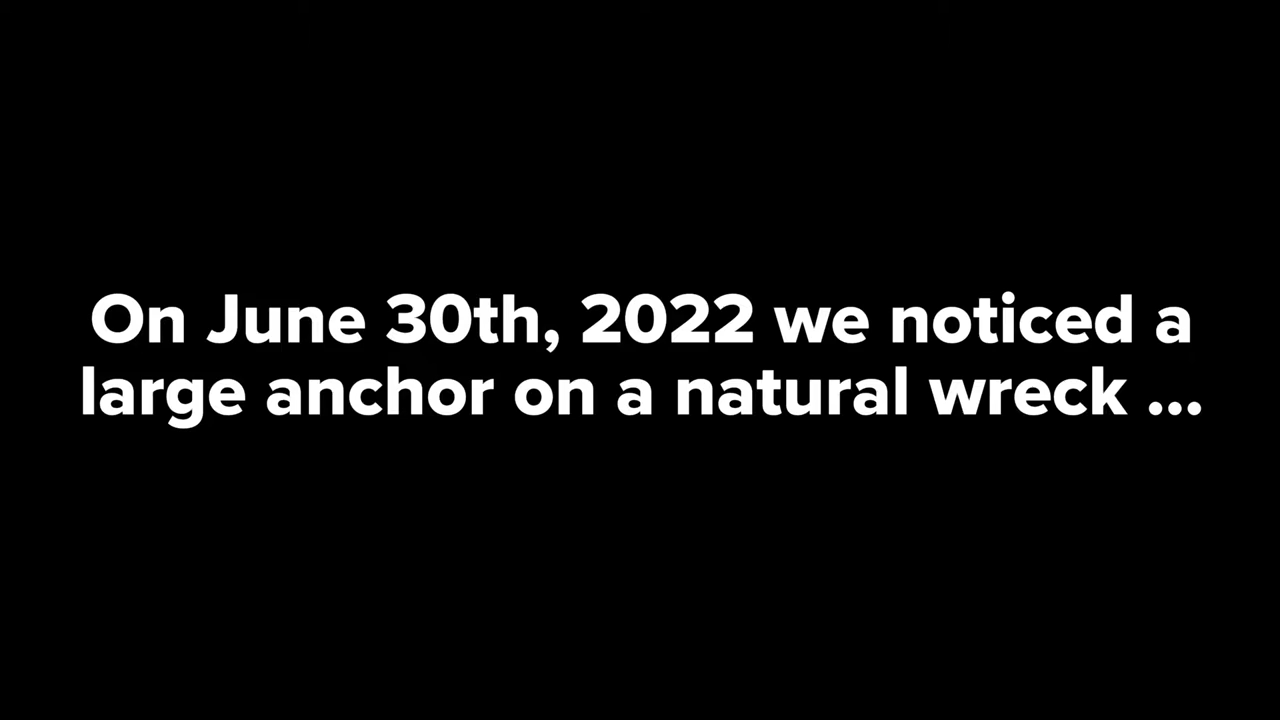 On June 30th, 2022 we noticed a
large anchor on a natural wreck ...